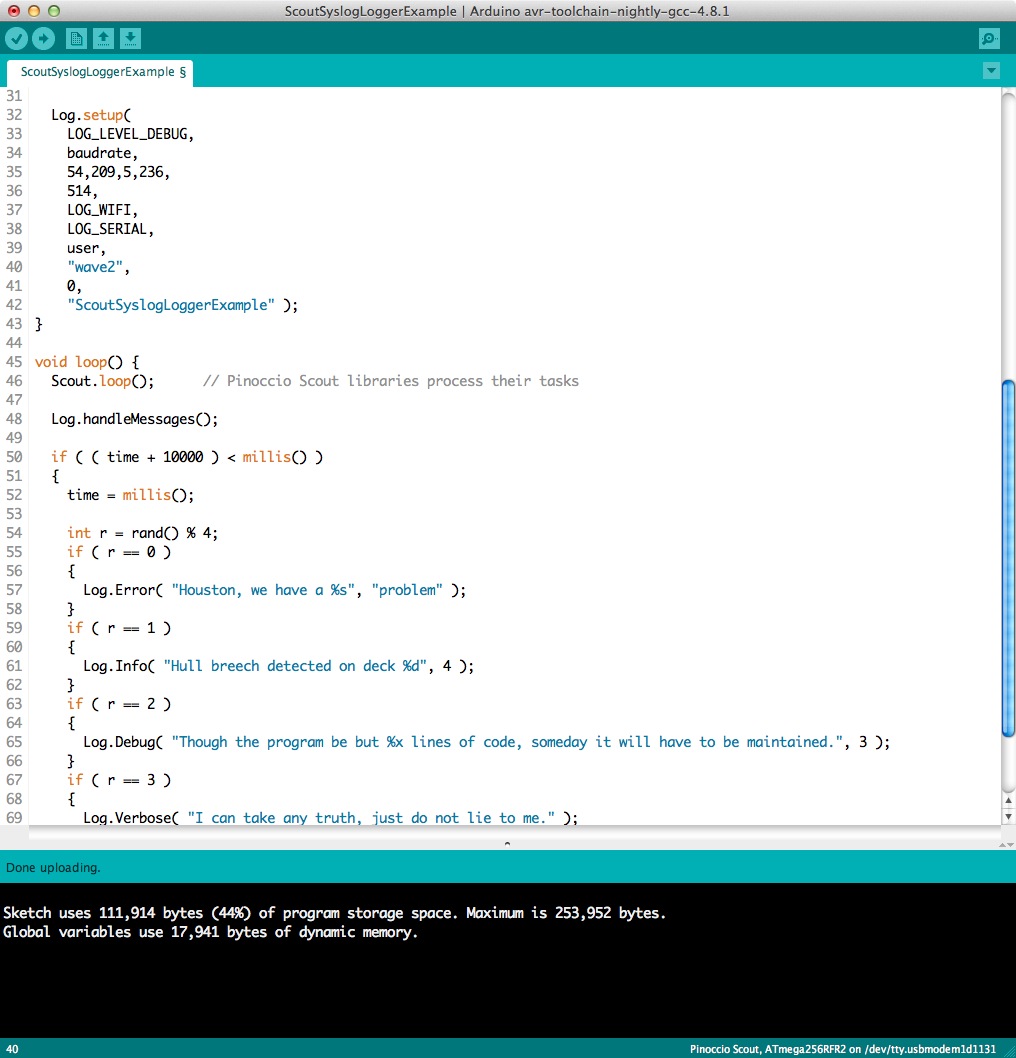 ScoutSyslogLoggerExample | Arduino avr-toolchain-nightly-gcc-4.8.1
ScoutSyslogLoggerExample §
31
32   Log.setup(
33     LOG_LEVEL_DEBUG,
34     baudrate,
35     54,209,5,236,
36     514,
37     LOG_WIFI,
38     LOG_SERIAL,
39     user,
40     "wave2",
41     0,
42     "ScoutSyslogLoggerExample" );
43 }
44
45 void loop() {
46   Scout.loop();      // Pinoccio Scout libraries process their tasks
47
48   Log.handleMessages();
49
50   if ( ( time + 10000 ) < millis() )
51   {
52     time = millis();
53
54     int r = rand() % 4;
55     if ( r == 0 )
56     {
57       Log.Error( "Houston, we have a %s", "problem" );
58     }
59     if ( r == 1 )
60     {
61       Log.Info( "Hull breech detected on deck %d", 4 );
62     }
63     if ( r == 2 )
64     {
65       Log.Debug( "Though the program be but %x lines of code, someday it will have to be maintained.", 3 );
66     }
67     if ( r == 3 )
68     {
69       Log.Verbose( "I can take any truth, just do not lie to me." );
Done uploading.
Sketch uses 111,914 bytes (44%) of program storage space. Maximum is 253,952 bytes.
Global variables use 17,941 bytes of dynamic memory.
40 Pinoccio Scout, ATmega256RFR2 on /dev/tty.usbmodem1d1131